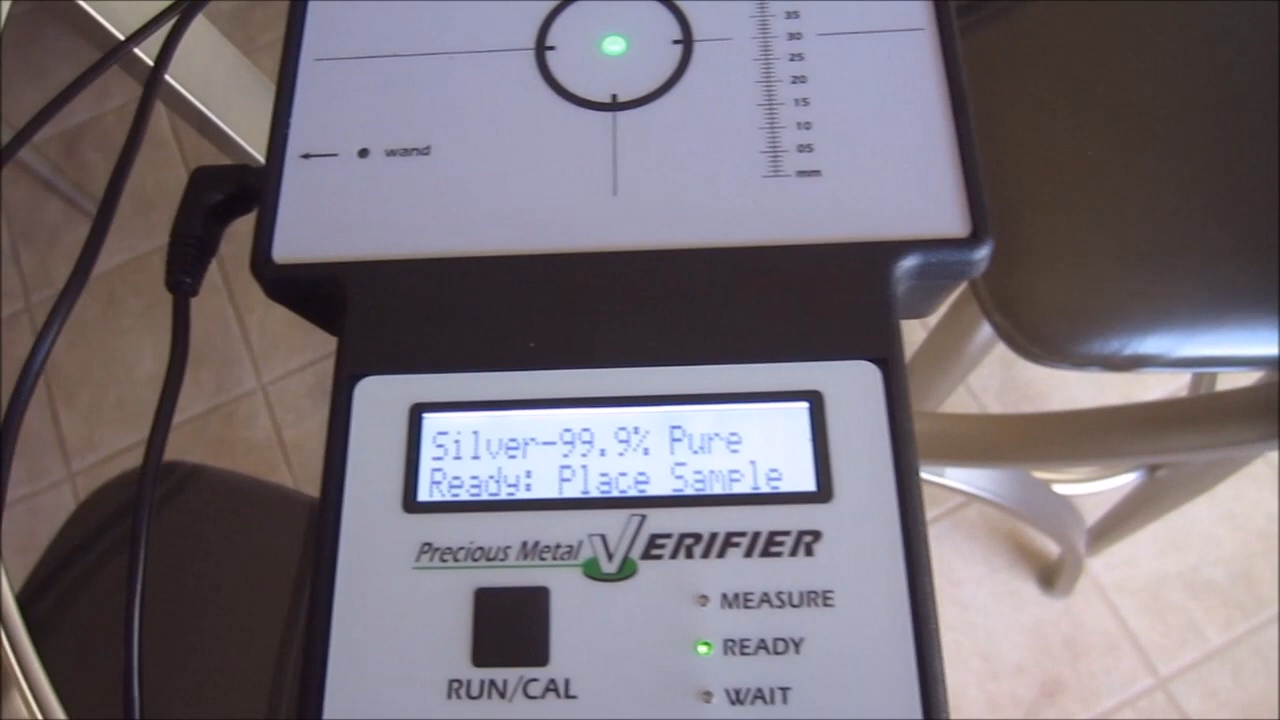 35
30
25
20
15
10
05
mm
wand
Silver-99.9% Pure
Ready: Place Sample
Precious Metal VERIFIER
MEASURE
READY
RUN/CAL
WAIT